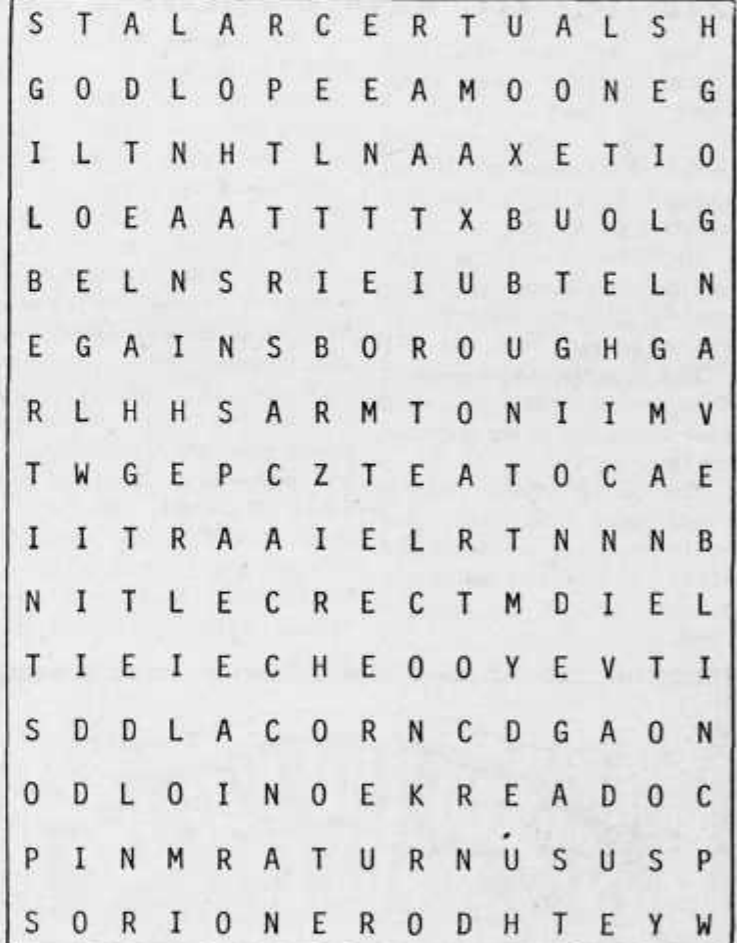 S T A L A R C E R T U A L S H
G O D L O P E E A M O O N E G
I L T N H T L N A A X E T I O
L O E A A T T T T X B U O L G
B E L N S R I E I U B T E L N
E G A I N S B O R O U G H G A
R L H H S A R M T O N I I M V
T W G E P C Z T E A T O C A E
I I T R A A I E L R T N N N B
N I T L E C R E C T M D I E L
T I E I E C H E O O Y E V T I
S D D L A C O R N C D G A O N
O D L O I N O E K R E A D O C
P I N M R A T U R N U S U S P
S O R I O N E R O D H T E Y W